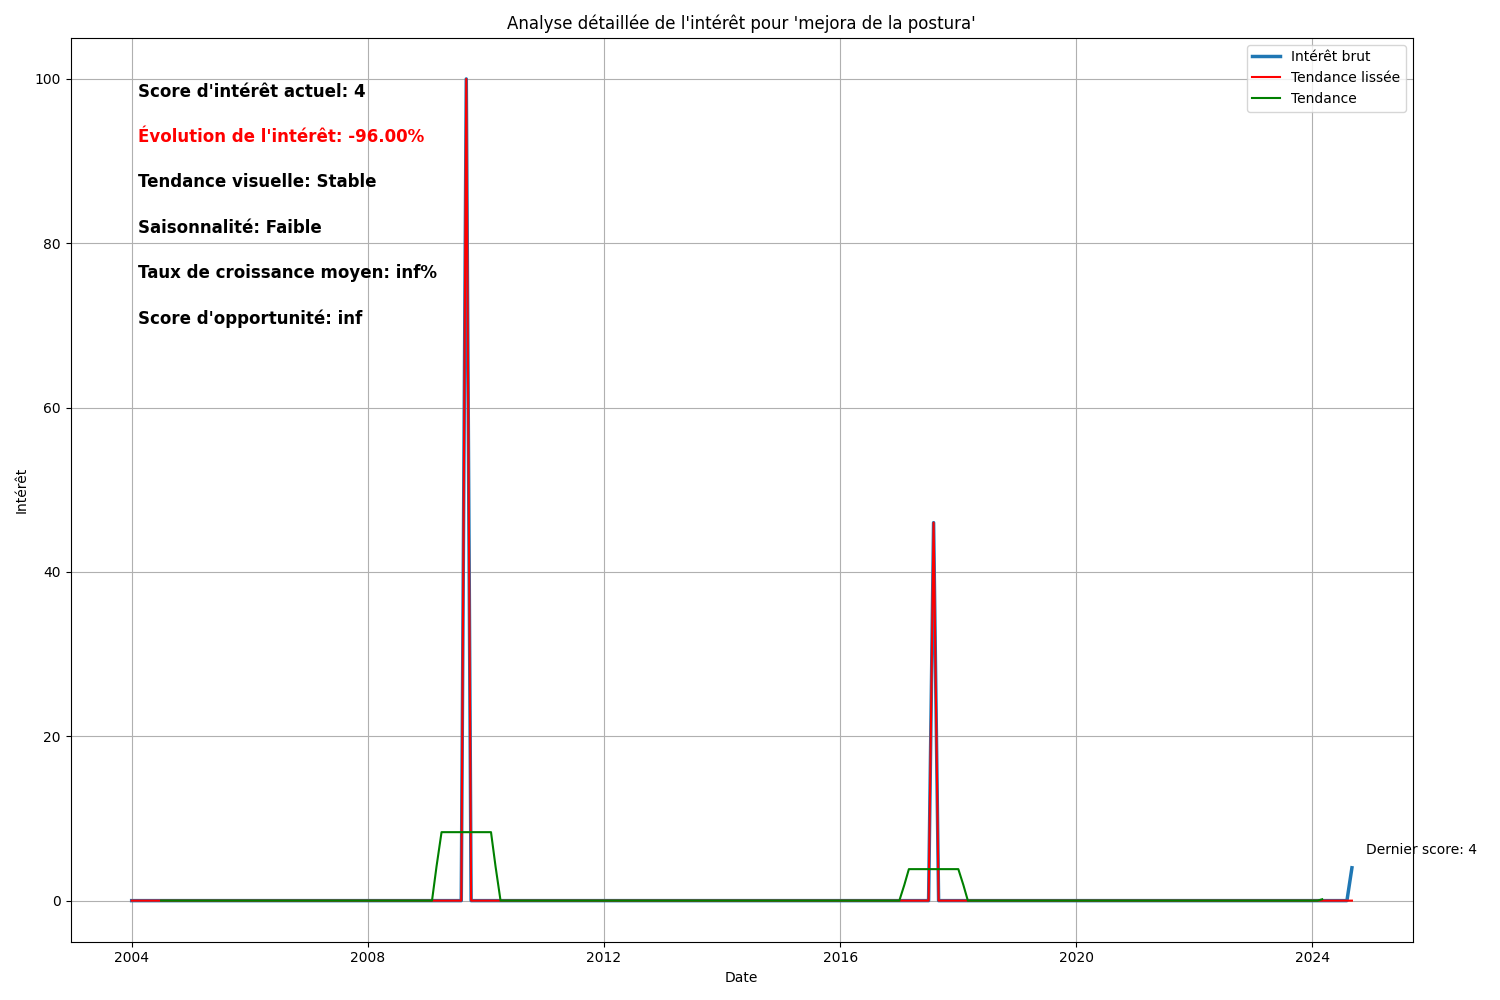 Analyse détaillée de l'intérêt pour 'mejora de la postura'
Intérêt brut
Tendance lissée
Tendance
Score d'intérêt actuel: 4
Évolution de l'intérêt: -96.00%
Tendance visuelle: Stable
Saisonnalité: Faible
Taux de croissance moyen: inf%
Score d'opportunité: inf
100
80
60
40
20
0
Intérêt
Dernier score: 4
2004
2008
2012
2016
2020
2024
Date